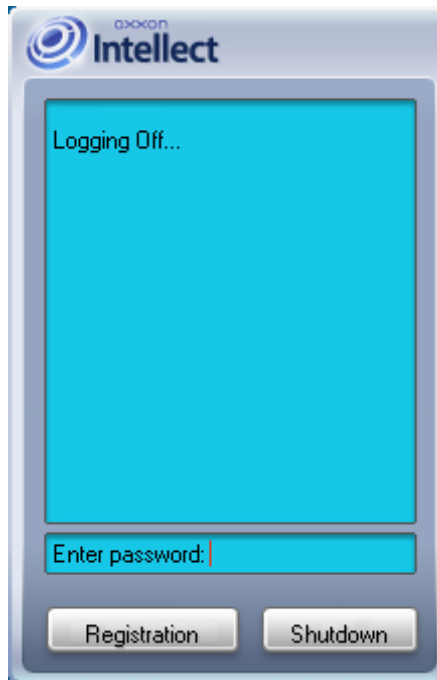 axxon
Intellect
Logging Off...
Enter password:
Registration
Shutdown